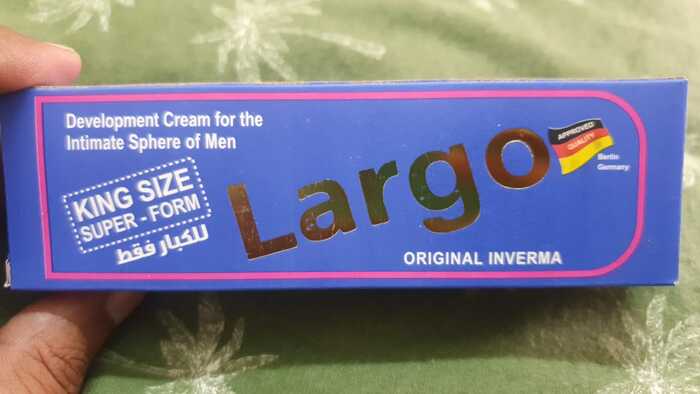 Development Cream for the
Intimate Sphere of Men
KING SIZE
SUPER - FORM
للكبار فقط
Largo
APPROVED
QUALITY
Berlin
Germany
ORIGINAL INVERMA